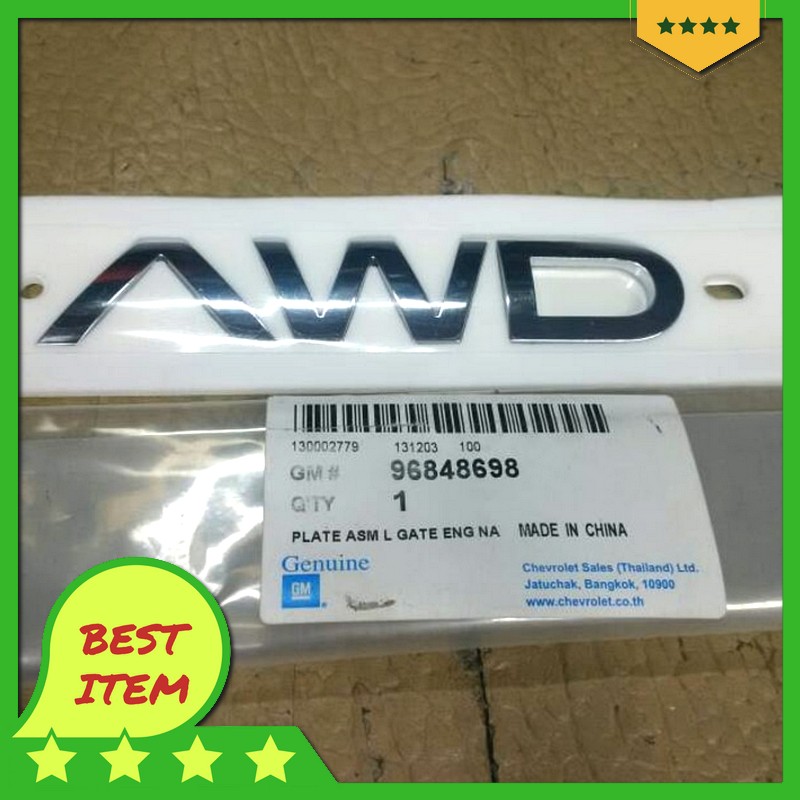 AWD
130002779 131203 100
GM # 96848698
Q'TY 1
PLATE ASM L GATE ENG NA MADE IN CHINA
Genuine
GM
Chevrolet Sales (Thailand) Ltd.
Jatuchak, Bangkok, 10900
www.chevrolet.co.th
BEST
ITEM